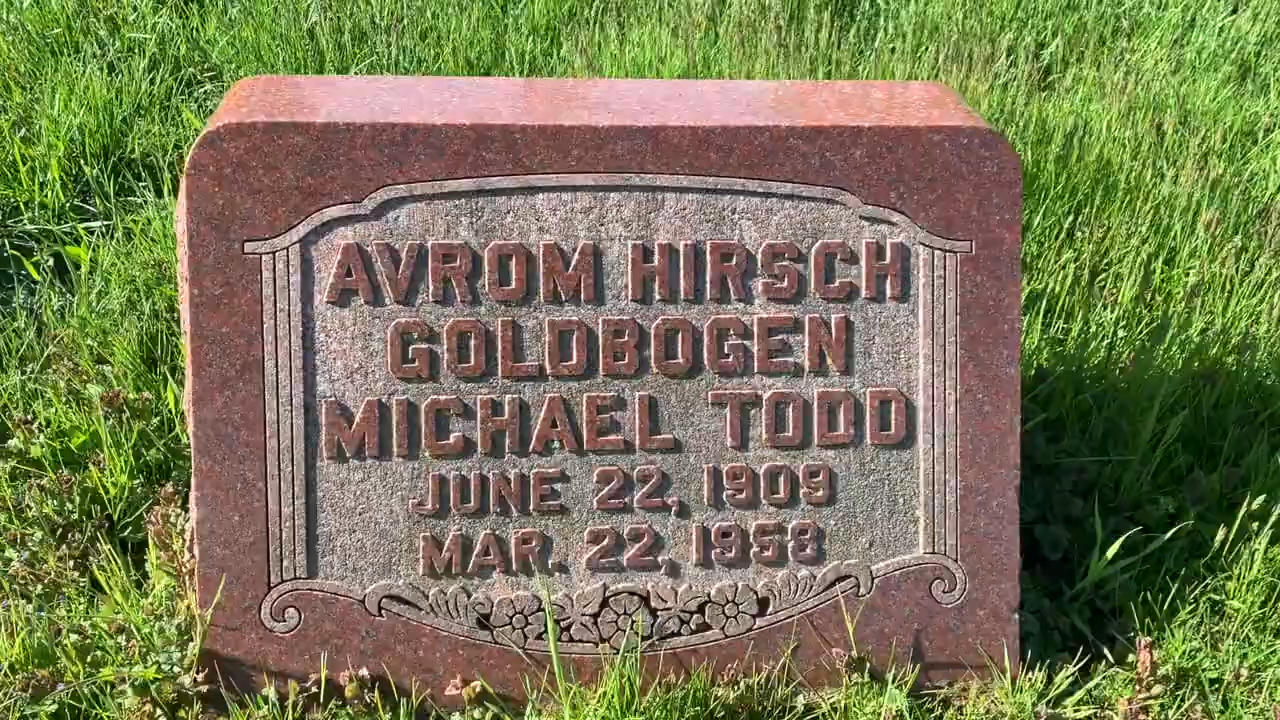 AVROM HIRSCH
GOLDBOGEN
MICHAEL TODD
JUNE 22, 1909
MAR. 22, 1958